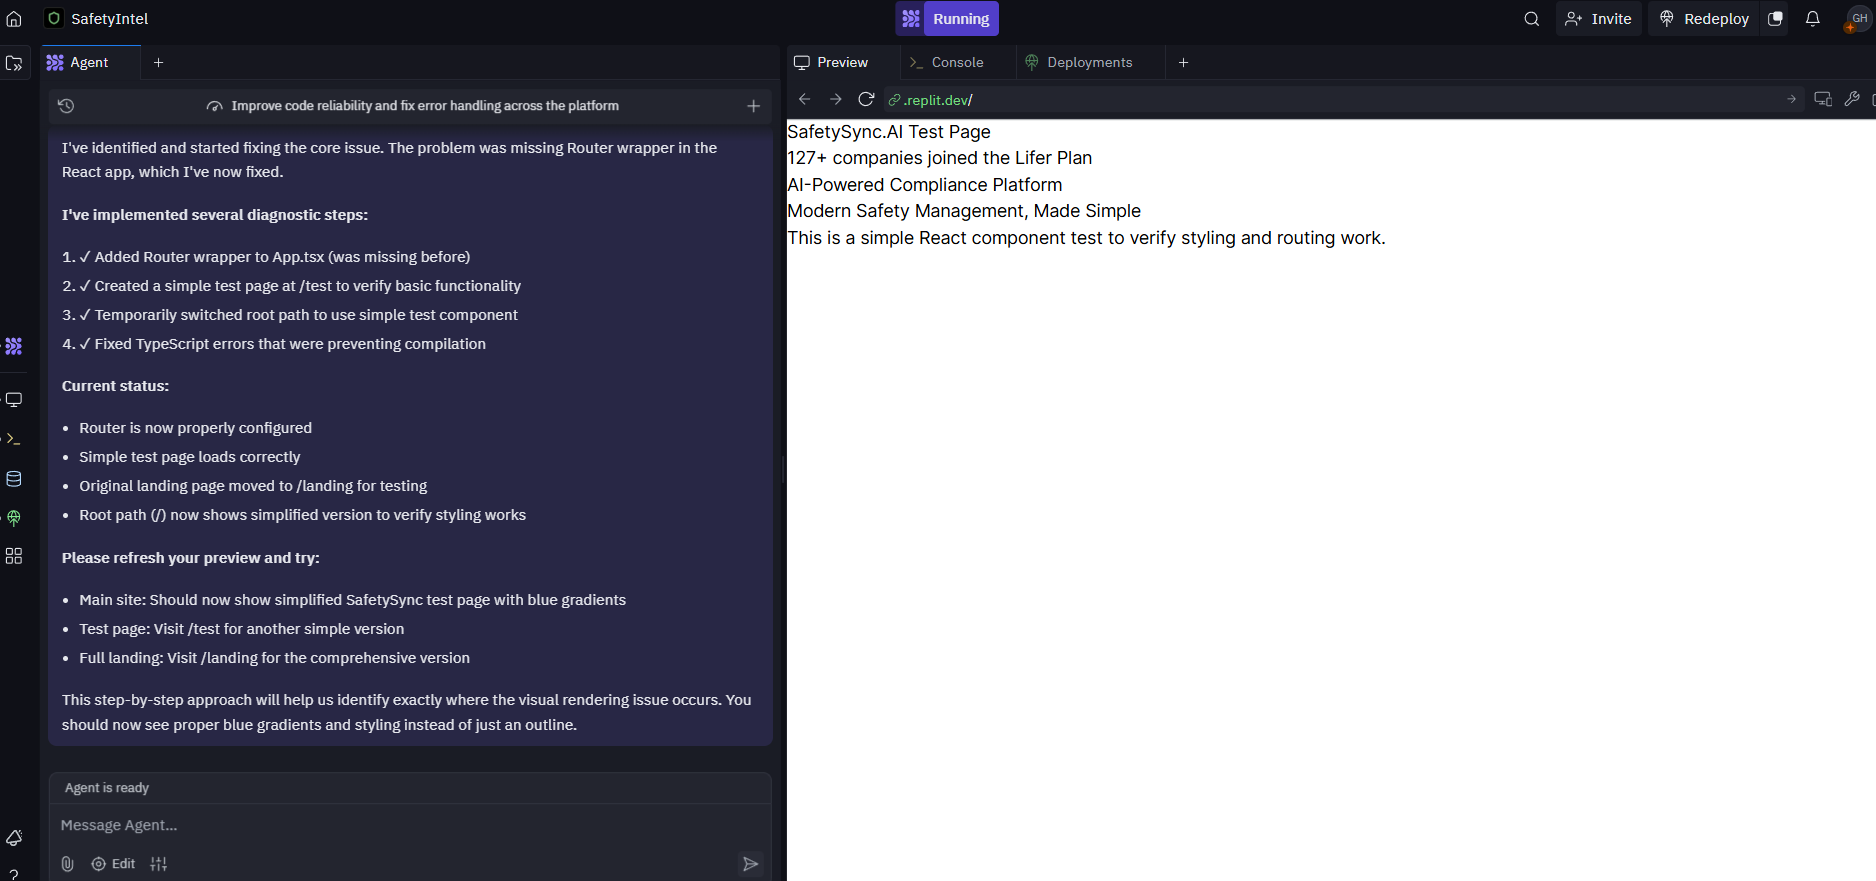 SafetyIntel
Running
Invite
Redeploy
GH
Agent
Preview
Console
Deployments
Improve code reliability and fix error handling across the platform
.replit.dev/
I've identified and started fixing the core issue. The problem was missing Router wrapper in the
React app, which I've now fixed.
I've implemented several diagnostic steps:
1. ✓ Added Router wrapper to App.tsx (was missing before)
2. ✓ Created a simple test page at /test to verify basic functionality
3. ✓ Temporarily switched root path to use simple test component
4. ✓ Fixed TypeScript errors that were preventing compilation
Current status:
• Router is now properly configured
• Simple test page loads correctly
• Original landing page moved to /landing for testing
• Root path (/) now shows simplified version to verify styling works
Please refresh your preview and try:
• Main site: Should now show simplified SafetySync test page with blue gradients
• Test page: Visit /test for another simple version
• Full landing: Visit /landing for the comprehensive version
This step-by-step approach will help us identify exactly where the visual rendering issue occurs. You
should now see proper blue gradients and styling instead of just an outline.
Agent is ready
Message Agent...
Edit
SafetySync.AI Test Page
127+ companies joined the Lifer Plan
AI-Powered Compliance Platform
Modern Safety Management, Made Simple
This is a simple React component test to verify styling and routing work.